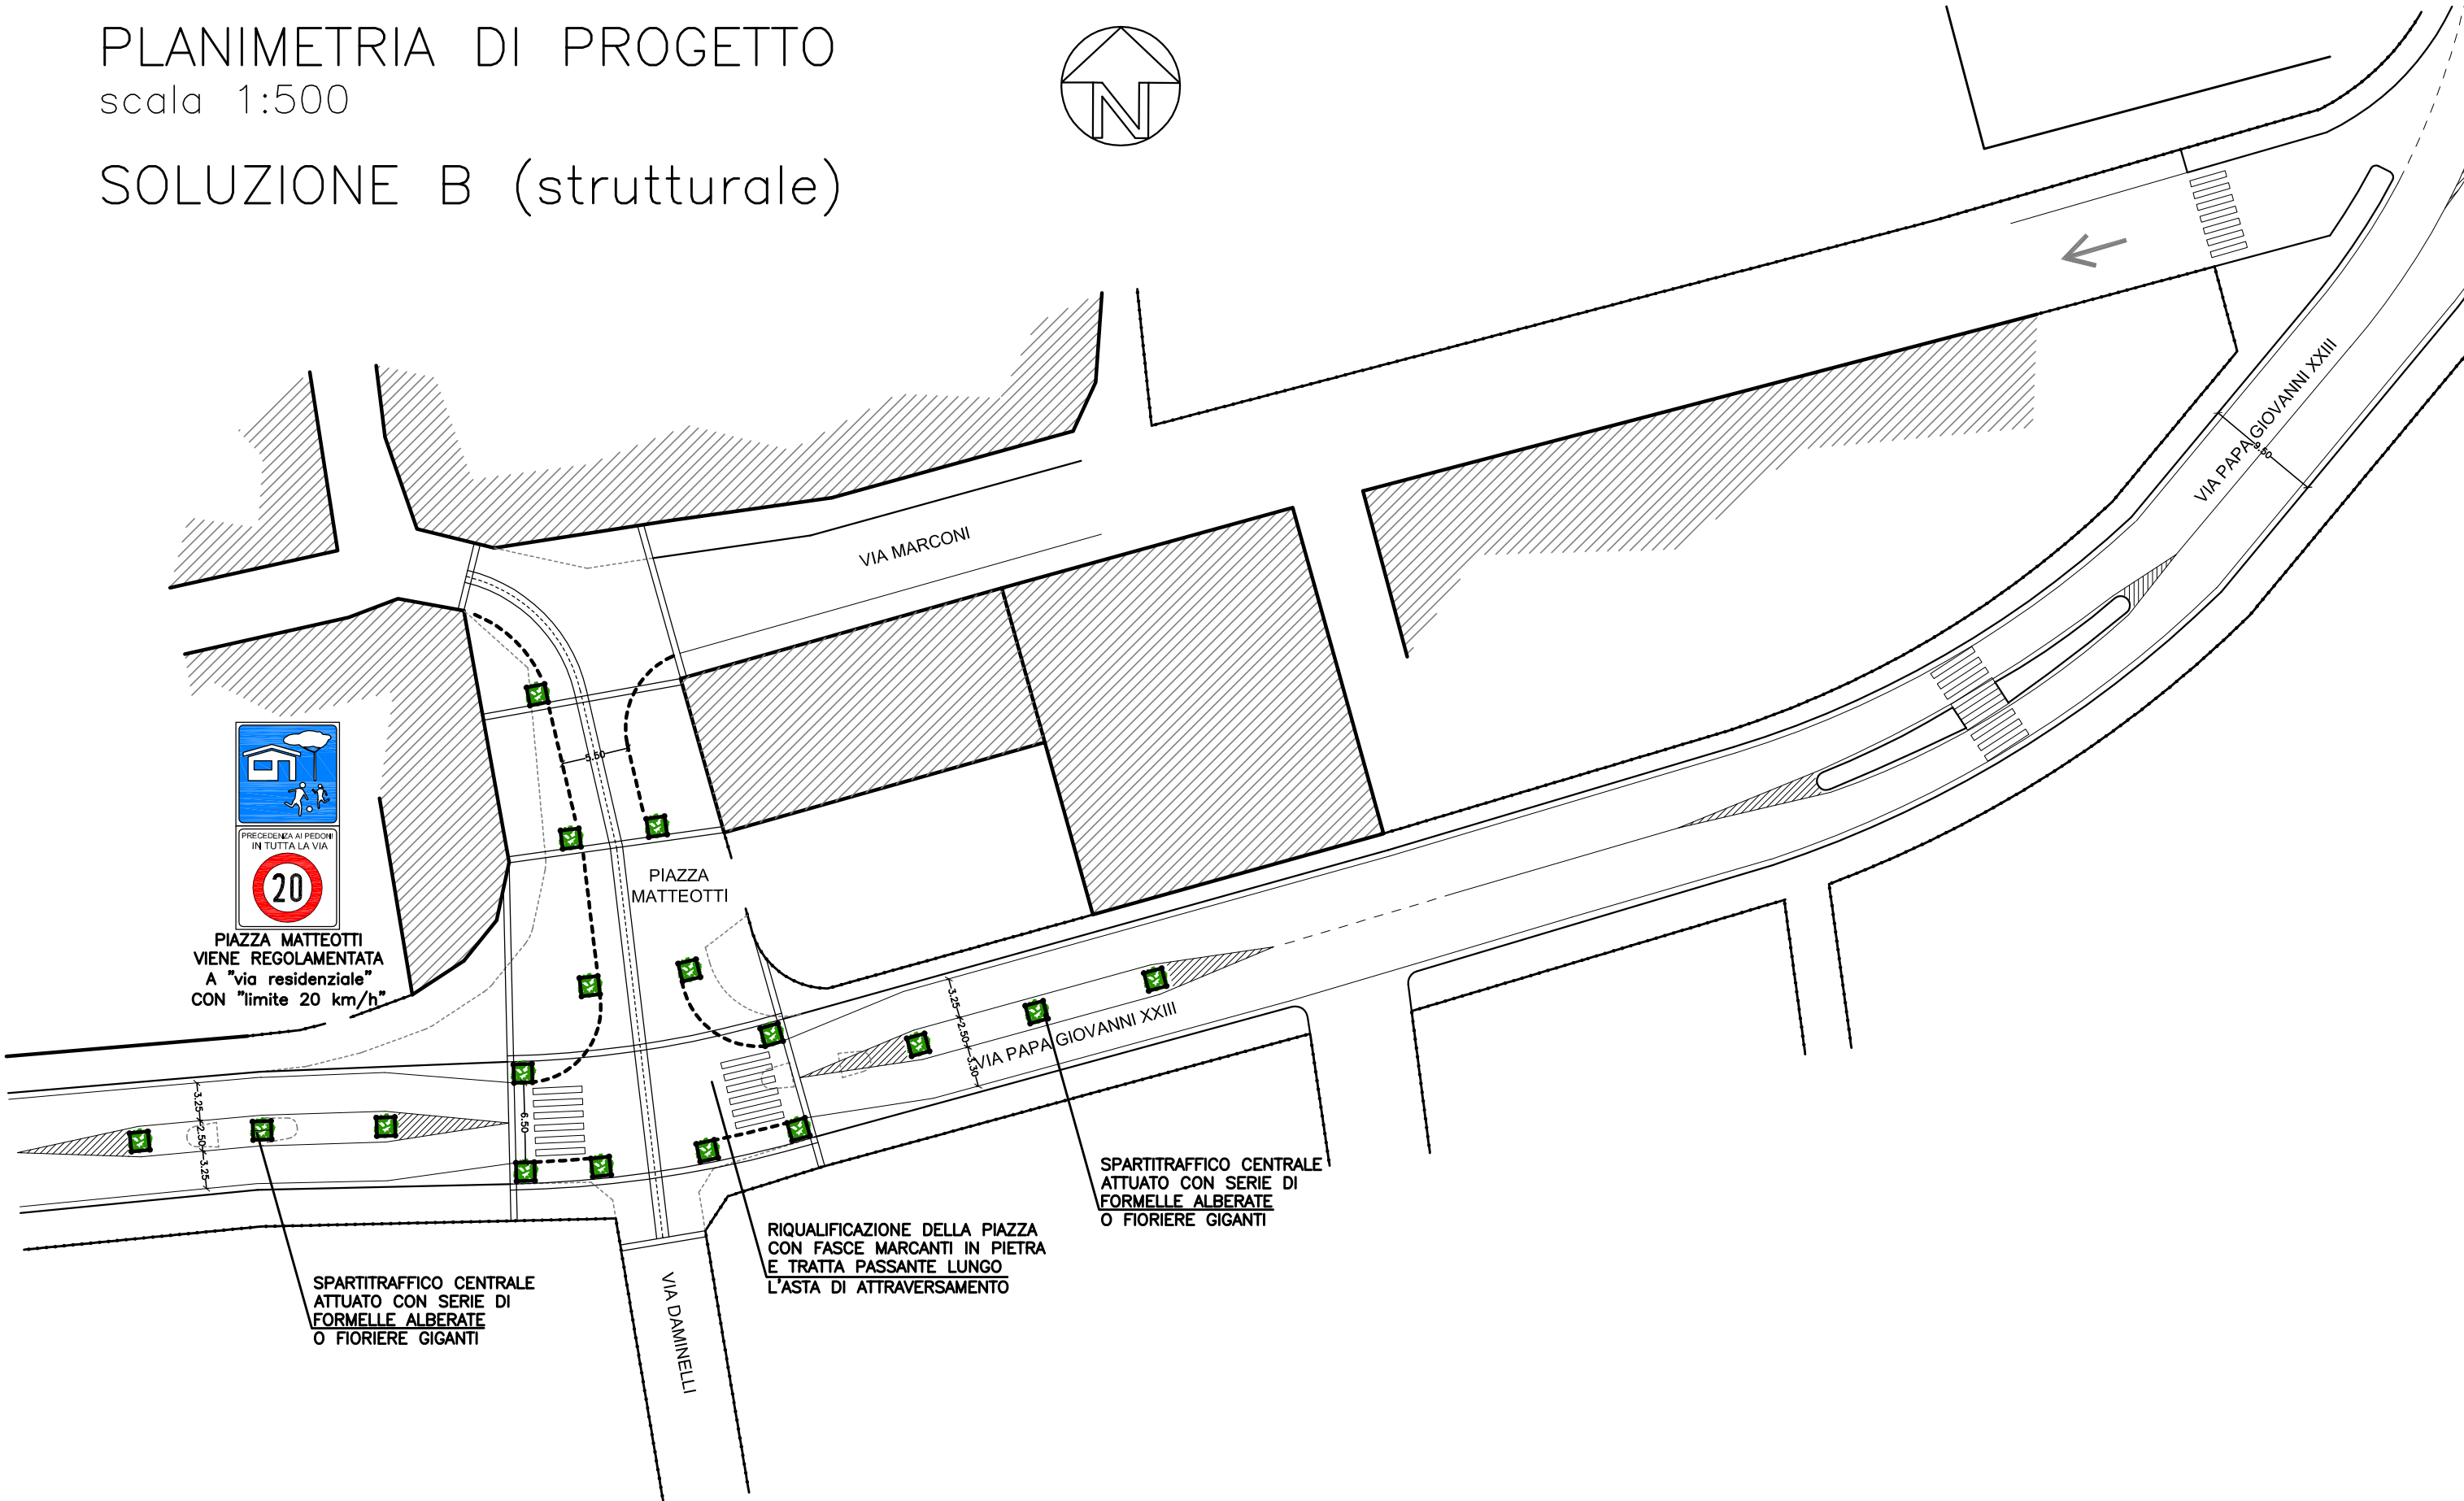 PLANIMETRIA DI PROGETTO
scala 1:500
SOLUZIONE B (strutturale)
N
VIA PAPA GIOVANNI XXIII
8.50
VIA MARCONI
5.50
PIAZZA
MATTEOTTI
PRECEDENZA AI PEDONI
IN TUTTA LA VIA
20
PIAZZA MATTEOTTI
VIENE REGOLAMENTATA
A "via residenziale"
CON "limite 20 km/h"
3.25
2.50
3.30
VIA PAPA GIOVANNI XXIII
3.25
2.50
3.25
6.50
SPARTITRAFFICO CENTRALE
ATTUATO CON SERIE DI
FORMELLE ALBERATE
O FIORIERE GIGANTI
RIQUALIFICAZIONE DELLA PIAZZA
CON FASCE MARCANTI IN PIETRA
E TRATTA PASSANTE LUNGO
L'ASTA DI ATTRAVERSAMENTO
SPARTITRAFFICO CENTRALE
ATTUATO CON SERIE DI
FORMELLE ALBERATE
O FIORIERE GIGANTI
VIA DAMINELLI